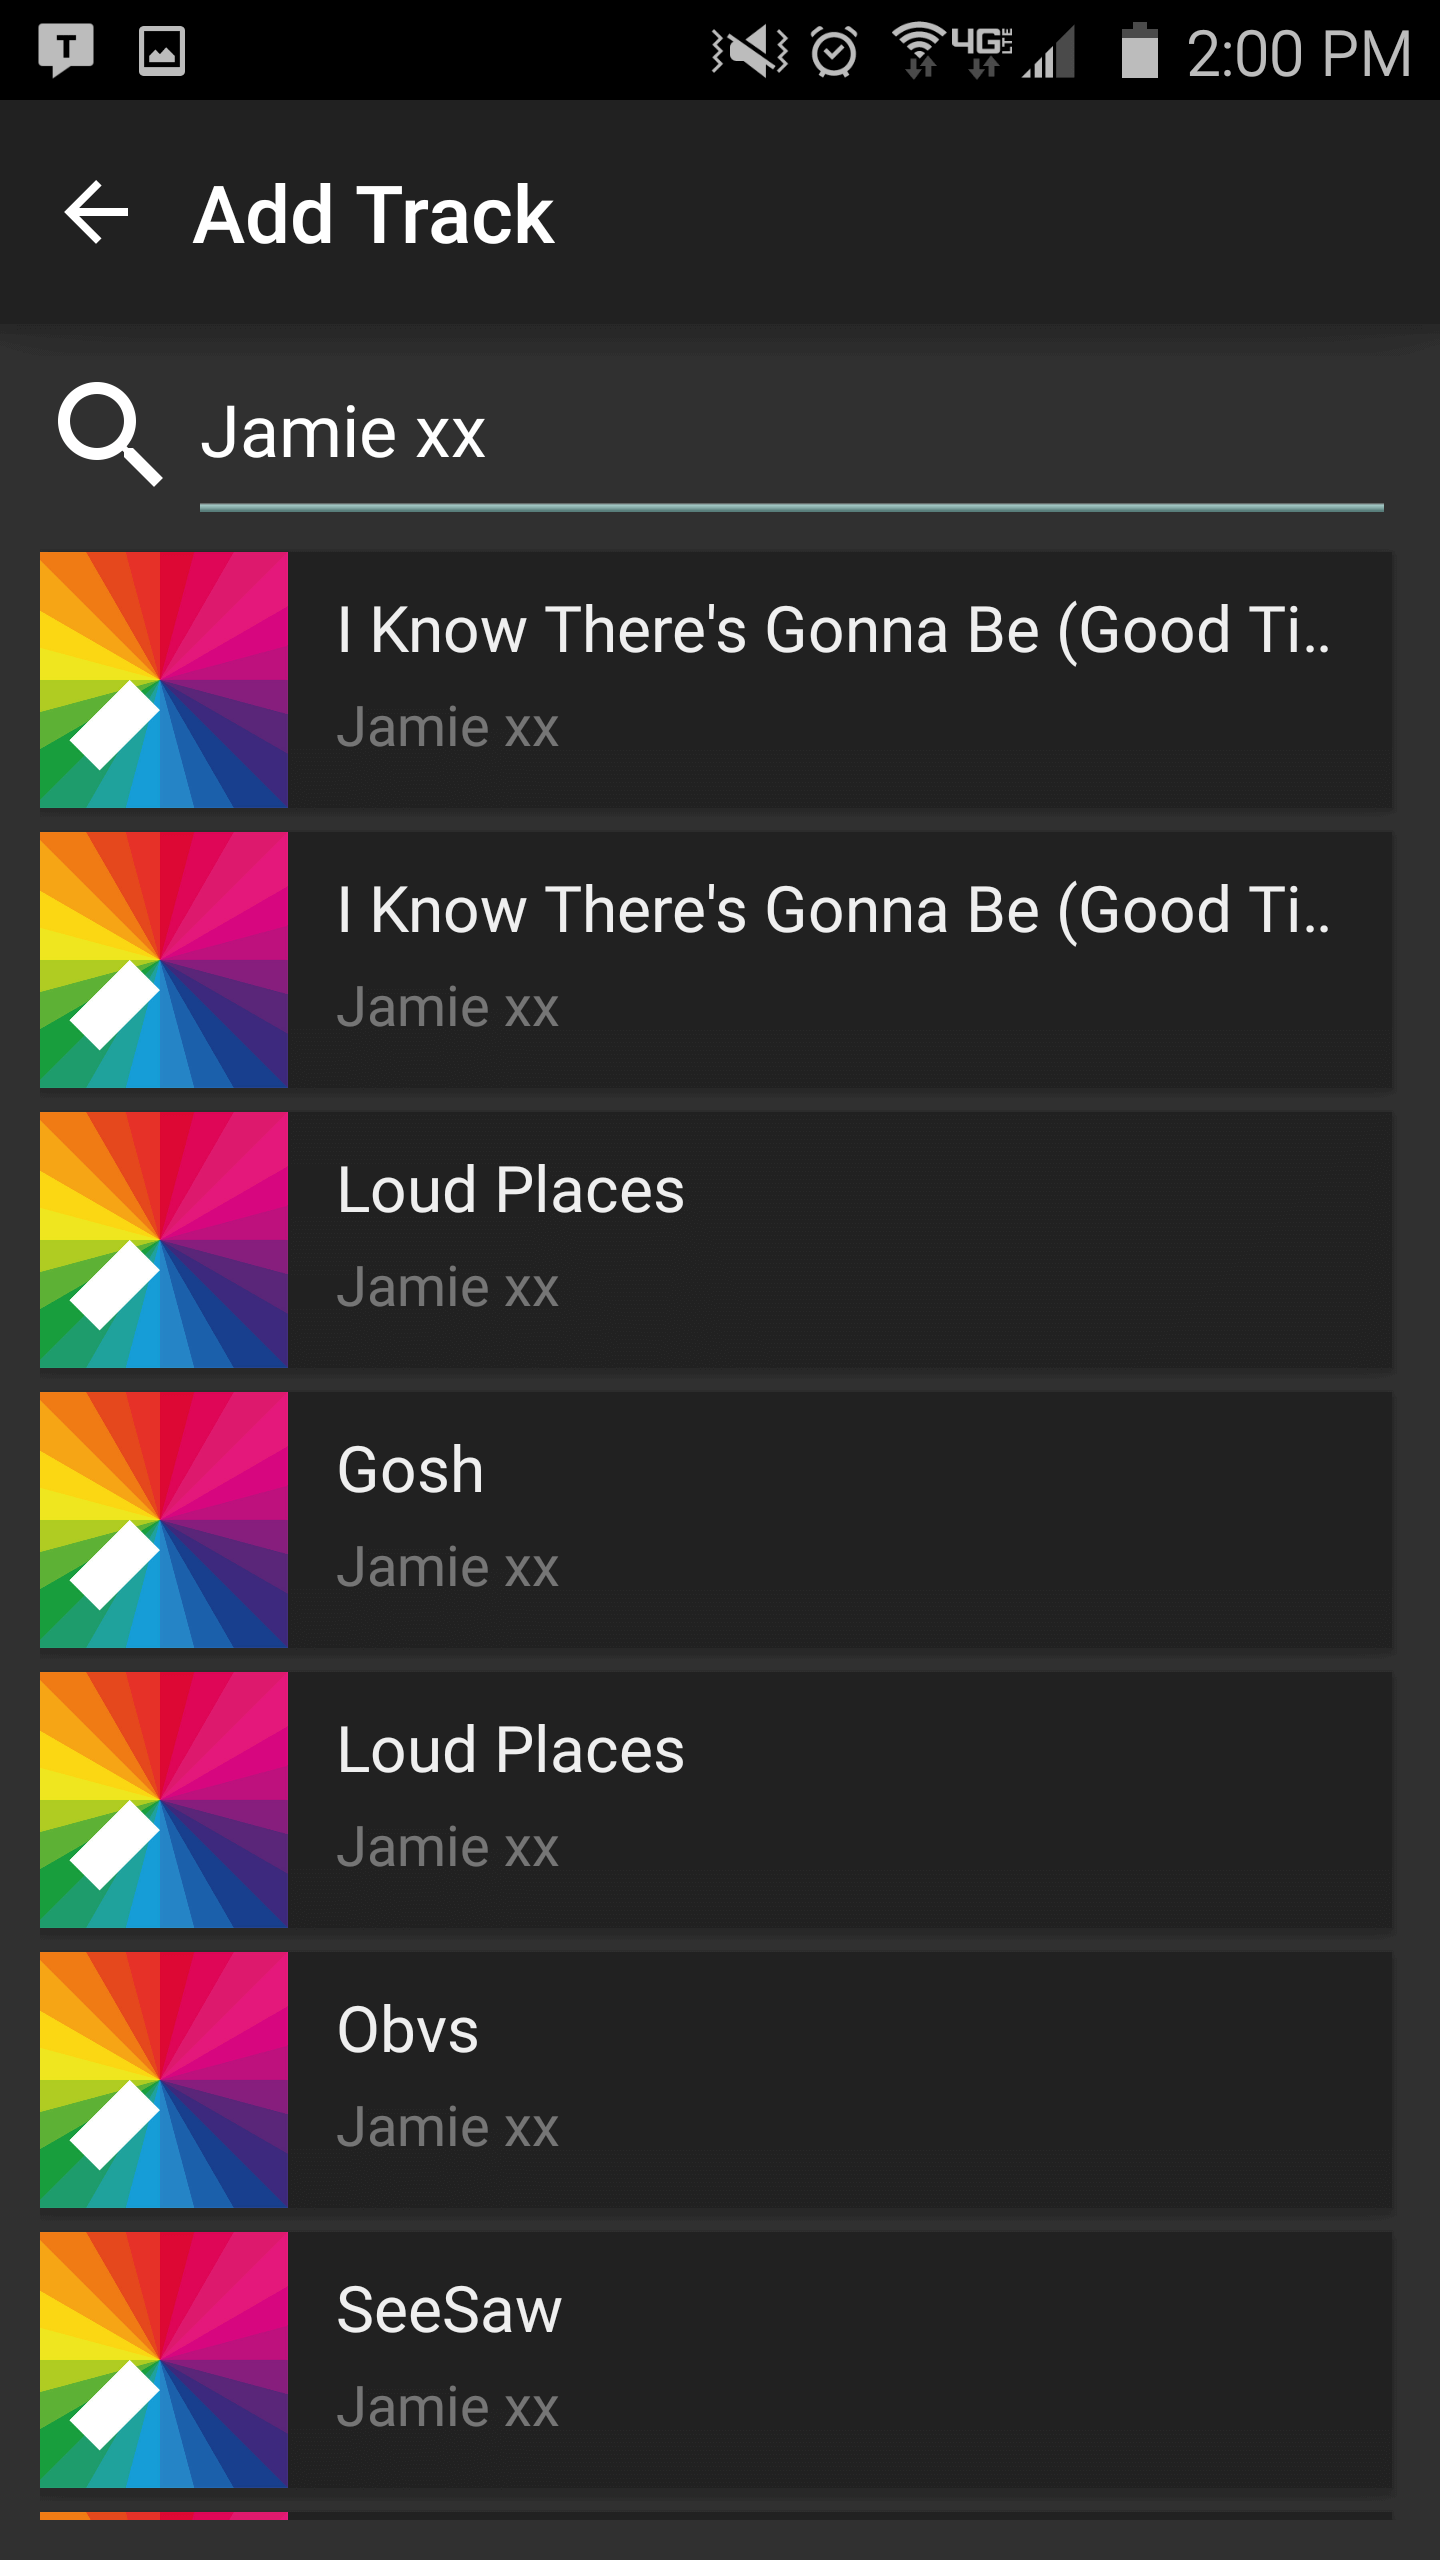 T
4G LTE 2:00 PM
Add Track
Jamie xx
I Know There's Gonna Be (Good Ti..
Jamie xx
I Know There's Gonna Be (Good Ti..
Jamie xx
Loud Places
Jamie xx
Gosh
Jamie xx
Loud Places
Jamie xx
Obvs
Jamie xx
SeeSaw
Jamie xx